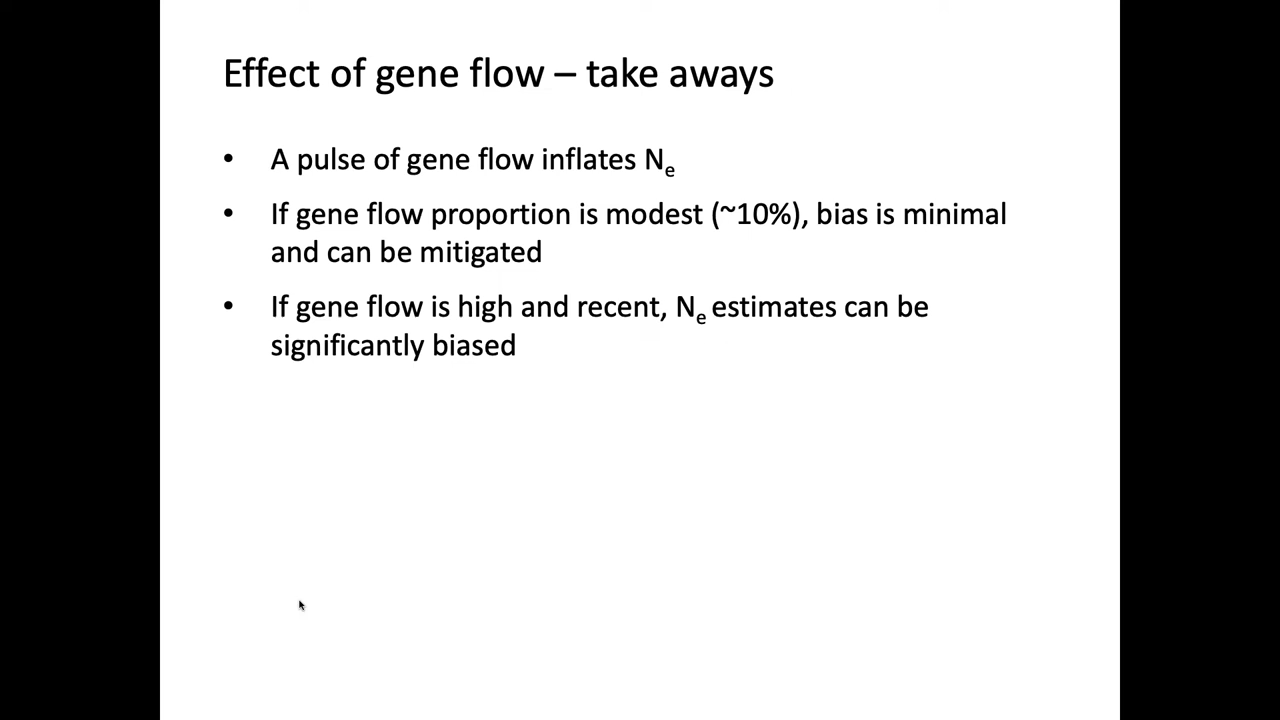 Effect of gene flow – take aways
• A pulse of gene flow inflates Ne
• If gene flow proportion is modest (~10%), bias is minimal
and can be mitigated
• If gene flow is high and recent, Ne estimates can be
significantly biased